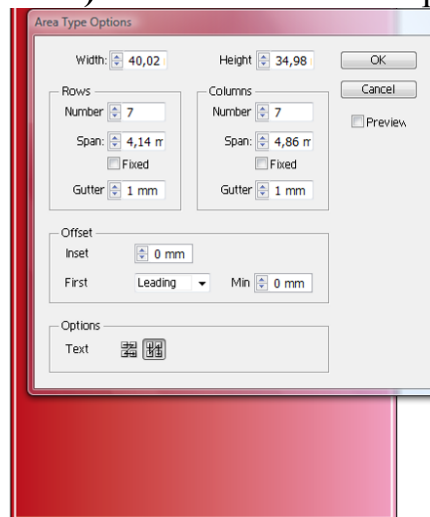 Area Type Options
Width: 40,02 Height 34,98 OK
Rows Columns Cancel
Number 7 Number 7 Preview
Span: 4,14 m Span: 4,86 m
Fixed Fixed
Gutter 1 mm Gutter 1 mm
Offset
Inset 0 mm
First Leading Min 0 mm
Options
Text